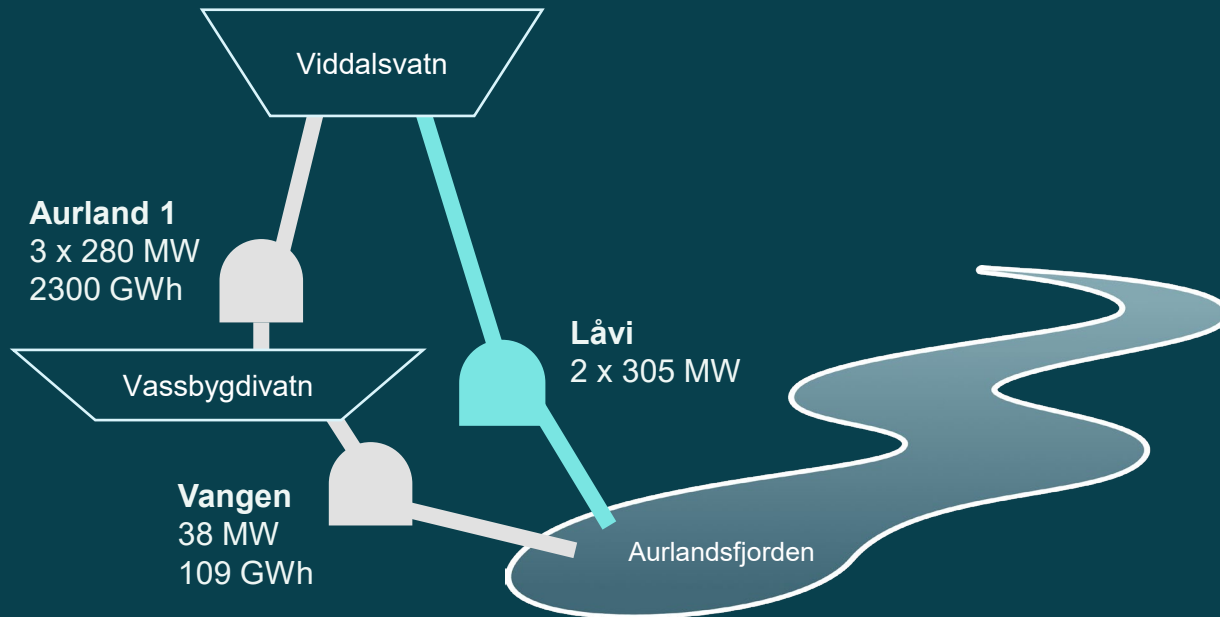 Viddalsvatn
Aurland 1
3 x 280 MW
2300 GWh
Låvi
2 x 305 MW
Vassbygdivatn
Vangen
38 MW
109 GWh
Aurlandsfjorden